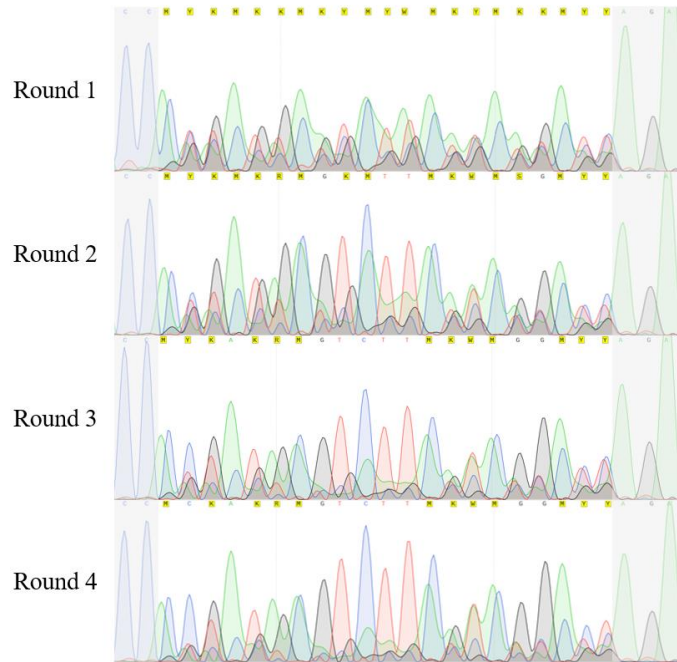 C C M Y K M K K M K Y M Y W M K Y M K K M Y Y A G A
Round 1
C C M Y K M K R M G K M T T M K W M S G M Y Y A G A
Round 2
C C M Y K A K R M G T C T T M K W M G G M Y Y A G A
Round 3
C C M C K A K R M G T C T T M K W M G G M Y Y A G A
Round 4